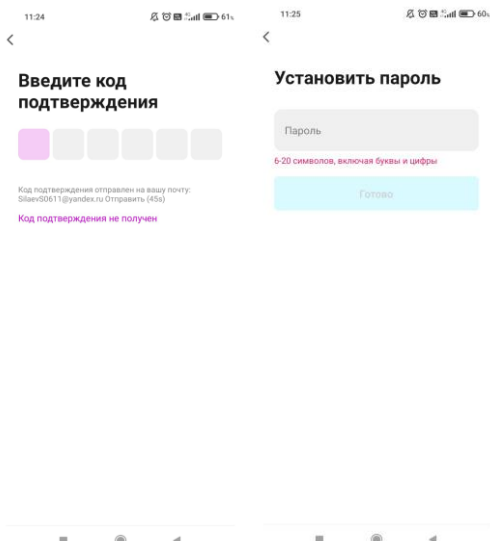 11:24
61%
Введите код
подтверждения
Код подтверждения отправлен на вашу почту:
SilaevS0611@yandex.ru Отправить (45s)
Код подтверждения не получен
11:25
60%
Установить пароль
Пароль
6-20 символов, включая буквы и цифры
Готово